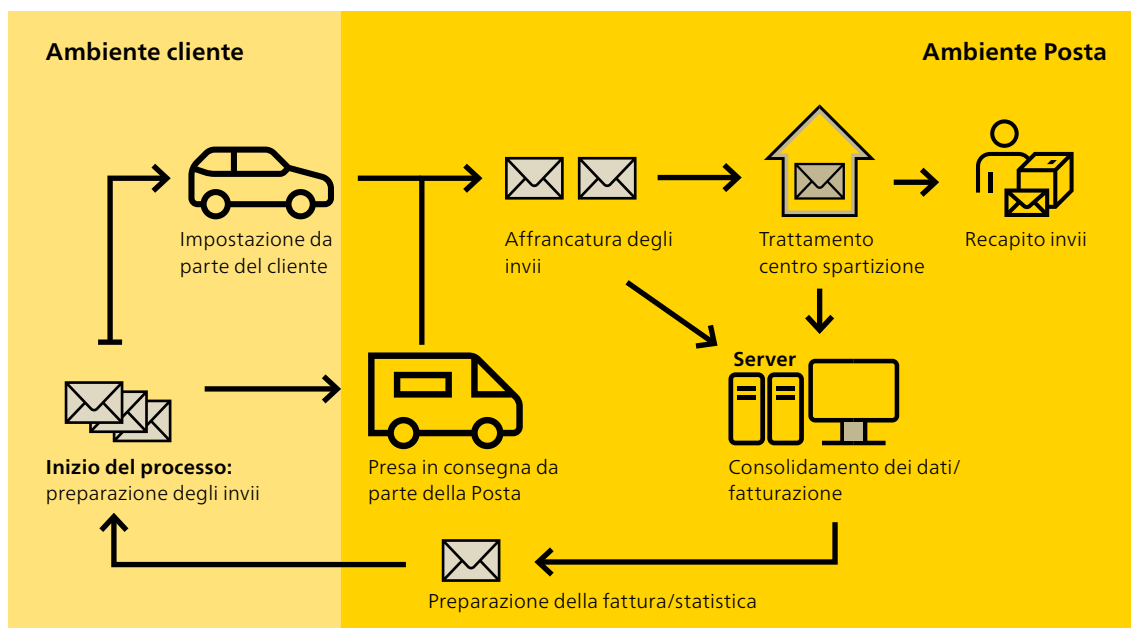 Ambiente cliente
Ambiente Posta
Impostazione da
parte del cliente
Affrancatura degli
invii
Trattamento
centro spartizione
Recapito invii
Server
Inizio del processo:
preparazione degli invii
Presa in consegna da
parte della Posta
Consolidamento dei dati/
fatturazione
Preparazione della fattura/statistica